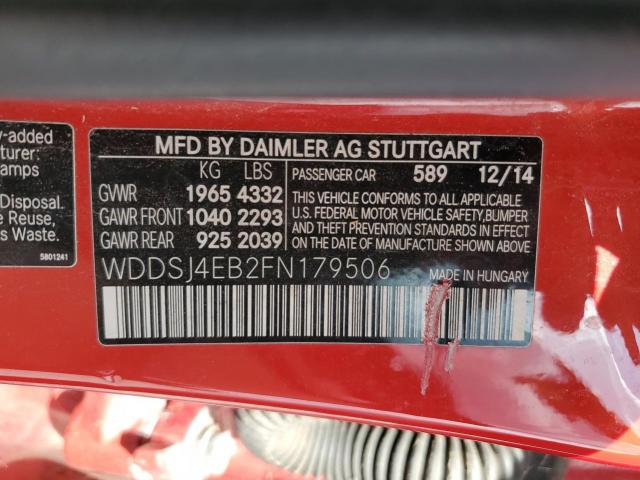 y-added
turer:
amps
Disposal.
e Reuse,
s Waste.
5801241
MFD BY DAIMLER AG STUTTGART
KG LBS
GVWR 1965 4332
GAWR FRONT 1040 2293
GAWR REAR 925 2039
PASSENGER CAR 589 12/14
THIS VEHICLE CONFORMS TO ALL APPLICABLE
U.S. FEDERAL MOTOR VEHICLE SAFETY, BUMPER
AND THEFT PREVENTION STANDARDS IN EFFECT
ON THE DATE OF MANUFACTURE SHOWN ABOVE.
WDDSJ4EB2FN179506
MADE IN HUNGARY